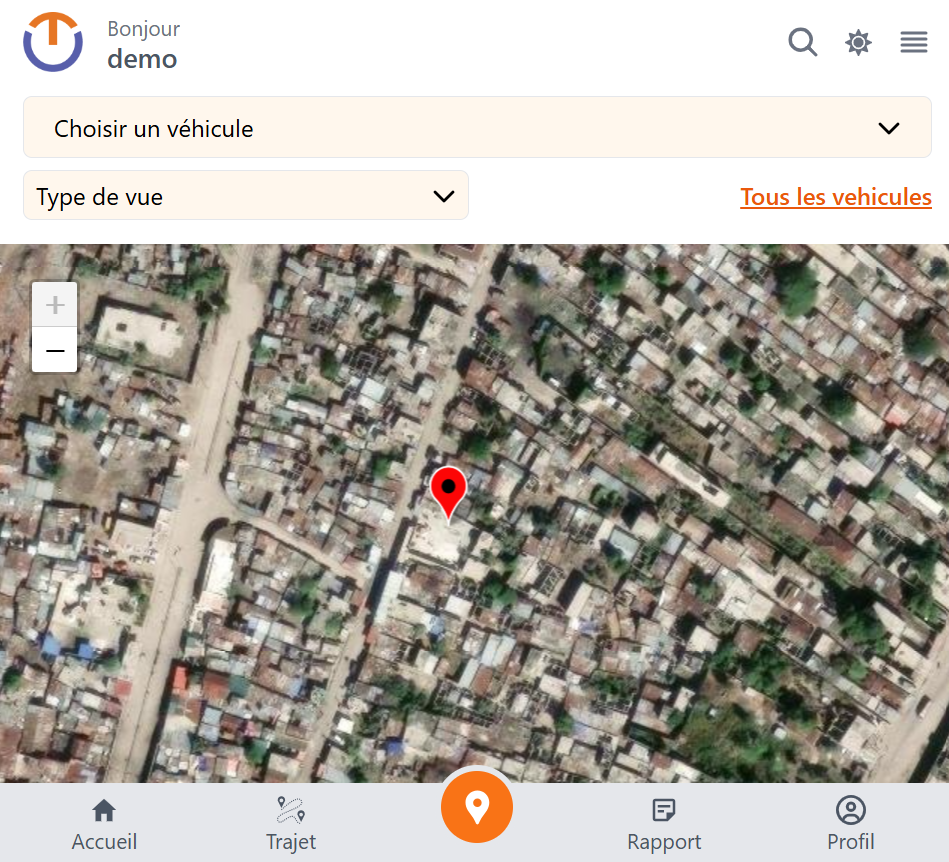 Bonjour
demo
Choisir un véhicule
Type de vue
Tous les vehicules
+
−
Accueil
Trajet
Rapport
Profil